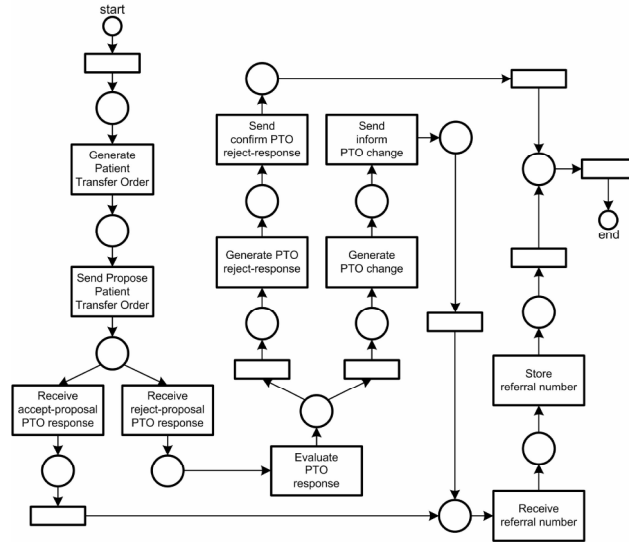 start
Generate
Patient
Transfer Order
Send Propose
Patient
Transfer Order
Receive
accept-proposal
PTO response
Receive
reject-proposal
PTO response
Send
confirm PTO
reject-response
Generate PTO
reject-response
Send
inform
PTO change
Generate
PTO change
Evaluate
PTO
response
end
Store
referral number
Receive
referral number